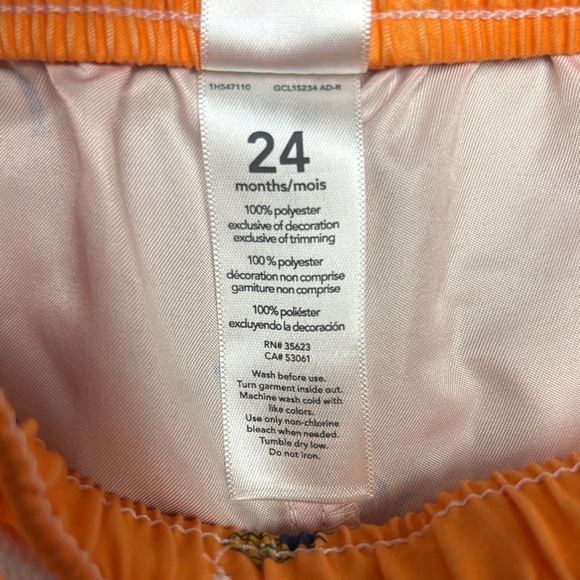 1H547110 GCL15234 AD-R
24
months/mois
100% polyester
exclusive of decoration
exclusive of trimming
100% polyester
décoration non comprise
garniture non comprise
100% poliéster
excluyendo la decoración
RN# 35623
CA# 53061
Wash before use.
Turn garment inside out.
Machine wash cold with
like colors.
Use only non-chlorine
bleach when needed.
Tumble dry low.
Do not iron.